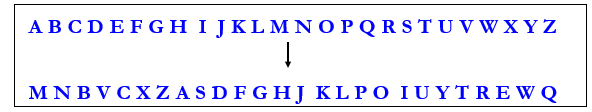 A B C D E F G H I J K L M N O P Q R S T U V W X Y Z
M N B V C X Z A S D F G H J K L P O I U Y T R E W Q